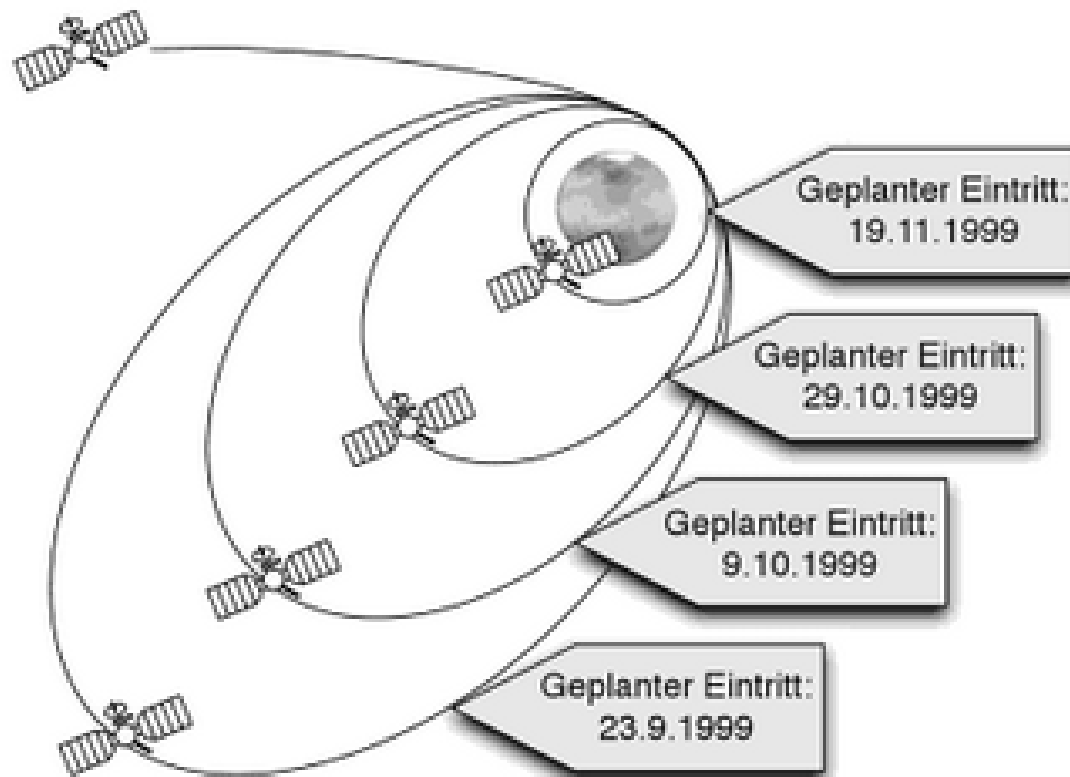 Geplanter Eintritt:
19.11.1999
Geplanter Eintritt:
29.10.1999
Geplanter Eintritt:
9.10.1999
Geplanter Eintritt:
23.9.1999